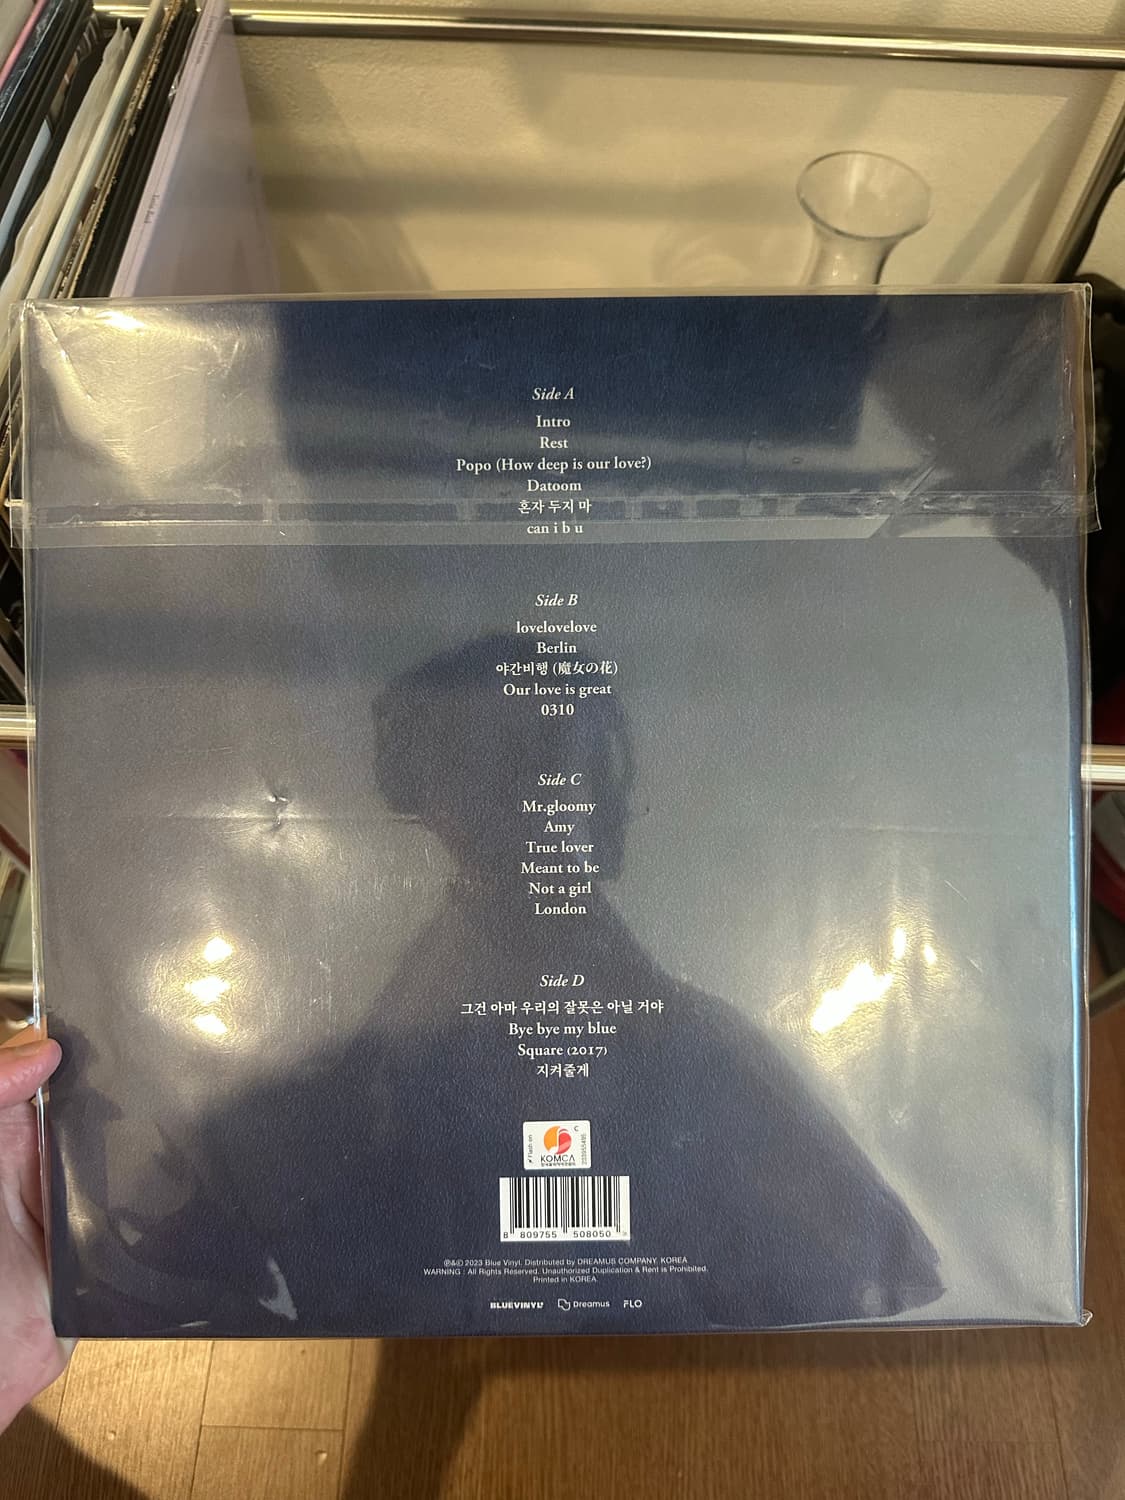 Side A
Intro
Rest
Popo (How deep is our love?)
Datoom
혼자 두지 마
can i b u
Side B
lovelovelove
Berlin
야간비행 (魔女の花)
Our love is great
0310
Side C
Mr.gloomy
Amy
True lover
Meant to be
Not a girl
London
Side D
그건 아마 우리의 잘못은 아닐 거야
Bye bye my blue
Square (2017)
지켜줄게
Flash on
C
KOMCA
8 809755 508050
℗&© 2023 Blue Vinyl. Distributed by DREAMUS COMPANY. KOREA
WARNING : All Rights Reserved. Unauthorized Duplication & Rent is Prohibited.
Printed in KOREA.
BLUEVINYL Dreamus FLO